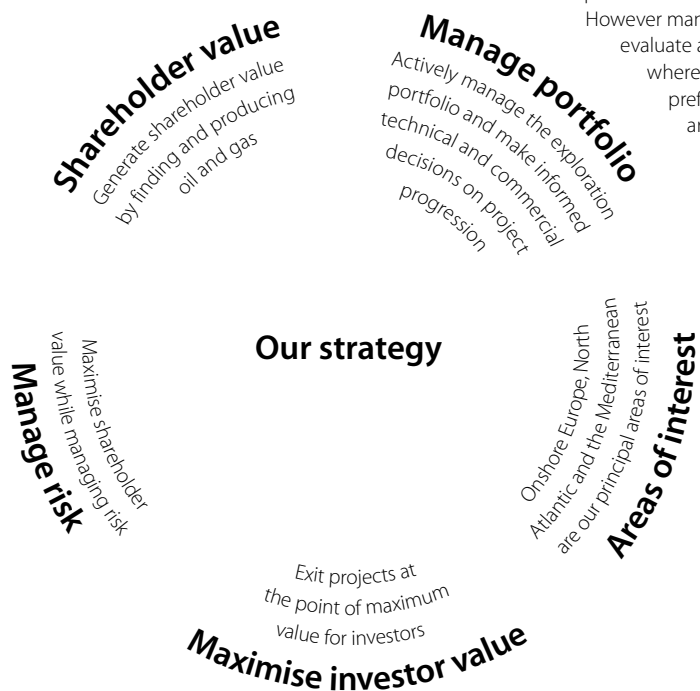 However
evaluate
where
Shareholder value
Generate shareholder value
by finding and producing
oil and gas
Manage portfolio
Actively manage the exploration
portfolio and make informed
technical and commercial
decisions on project
progression
Our strategy
Onshore Europe, North
Atlantic and the Mediterranean
are our principal areas of interest
Areas of interest
Exit projects at
the point of maximum
value for investors
Maximise investor value
Maximise shareholder
value while managing risk
Manage risk